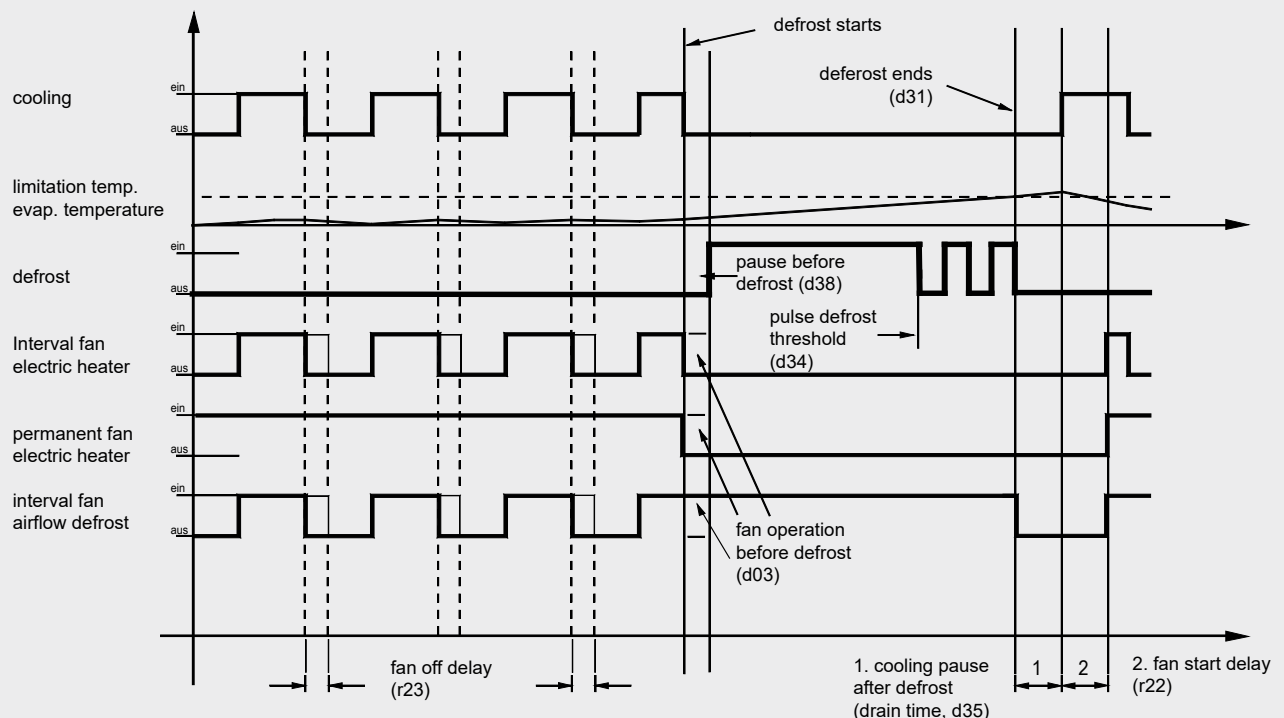 defrost starts
deferost ends
(d31)
cooling
ein
aus
limitation temp.
evap. temperature
defrost
ein
aus
pause before
defrost (d38)
pulse defrost
threshold
(d34)
Interval fan
electric heater
ein
aus
permanent fan
electric heater
ein
aus
interval fan
airflow defrost
ein
aus
fan operation
before defrost
(d03)
fan off delay
(r23)
1. cooling pause
after defrost
(drain time, d35)
1
2
2. fan start delay
(r22)